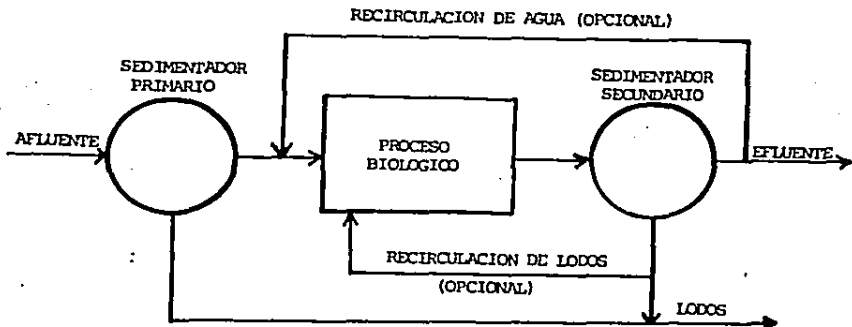 RECIRCULACION DE AGUA (OPCIONAL)
SEDIMENTADOR
PRIMARIO
SEDIMENTADOR
SECUNDARIO
AFLUENTE
PROCESO
BIOLOGICO
EFLUENTE
RECIRCULACION DE LODOS
(OPCIONAL)
LODOS